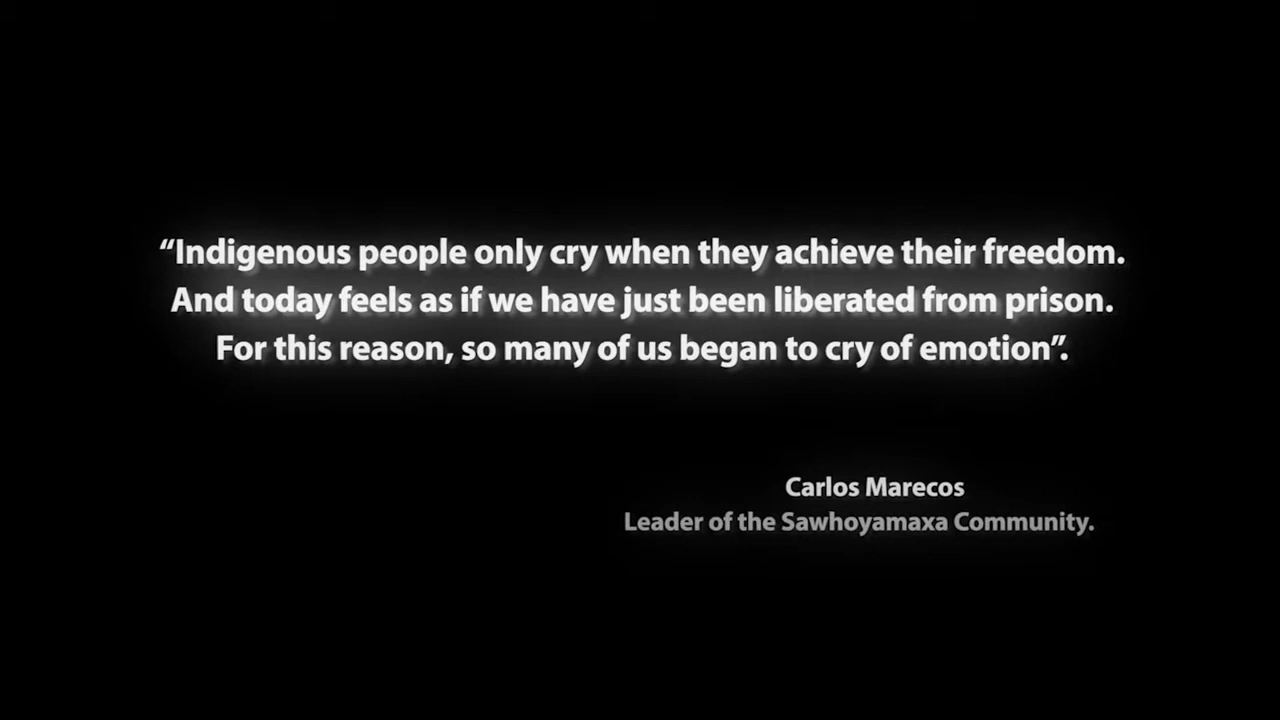 “Indigenous people only cry when they achieve their freedom.
And today feels as if we have just been liberated from prison.
For this reason, so many of us began to cry of emotion”.
Carlos Marecos
Leader of the Sawhoyamaxa Community.